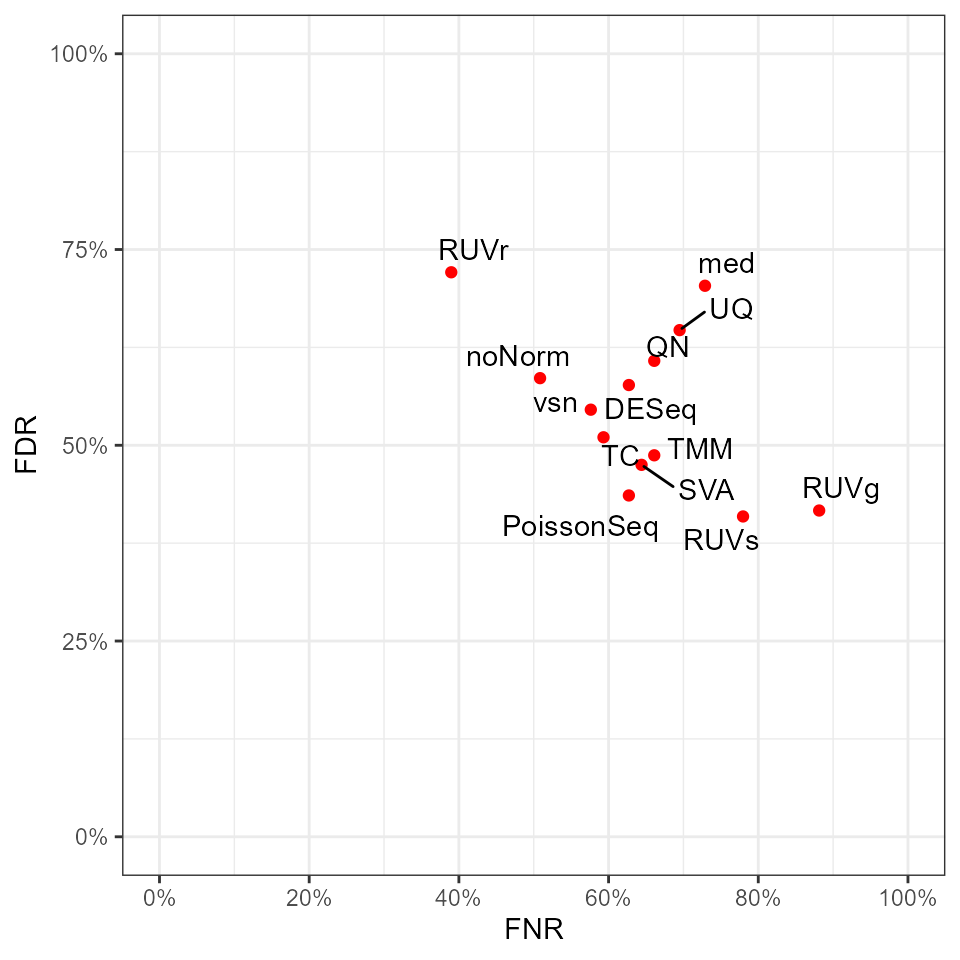 100%
75%
50%
25%
0%
FDR
RUVr
med
UQ
QN
noNorm
vsn
DESeq
TC
TMM
SVA
RUVg
PoissonSeq
RUVs
0%
20%
40%
60%
80%
100%
FNR